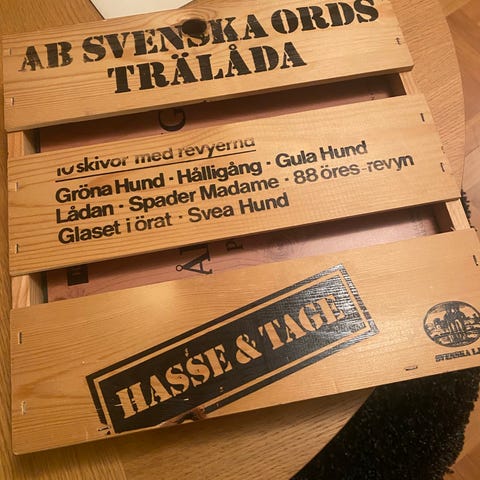 AB SVENSKA ORDS
TRÄLÅDA
10 skivor med revyerna
Gröna Hund · Hålligång · Gula Hund
Lådan · Spader Madame · 88 öres-revyn
Glaset i örat · Svea Hund
HASSE & TAGE
SVENSKA